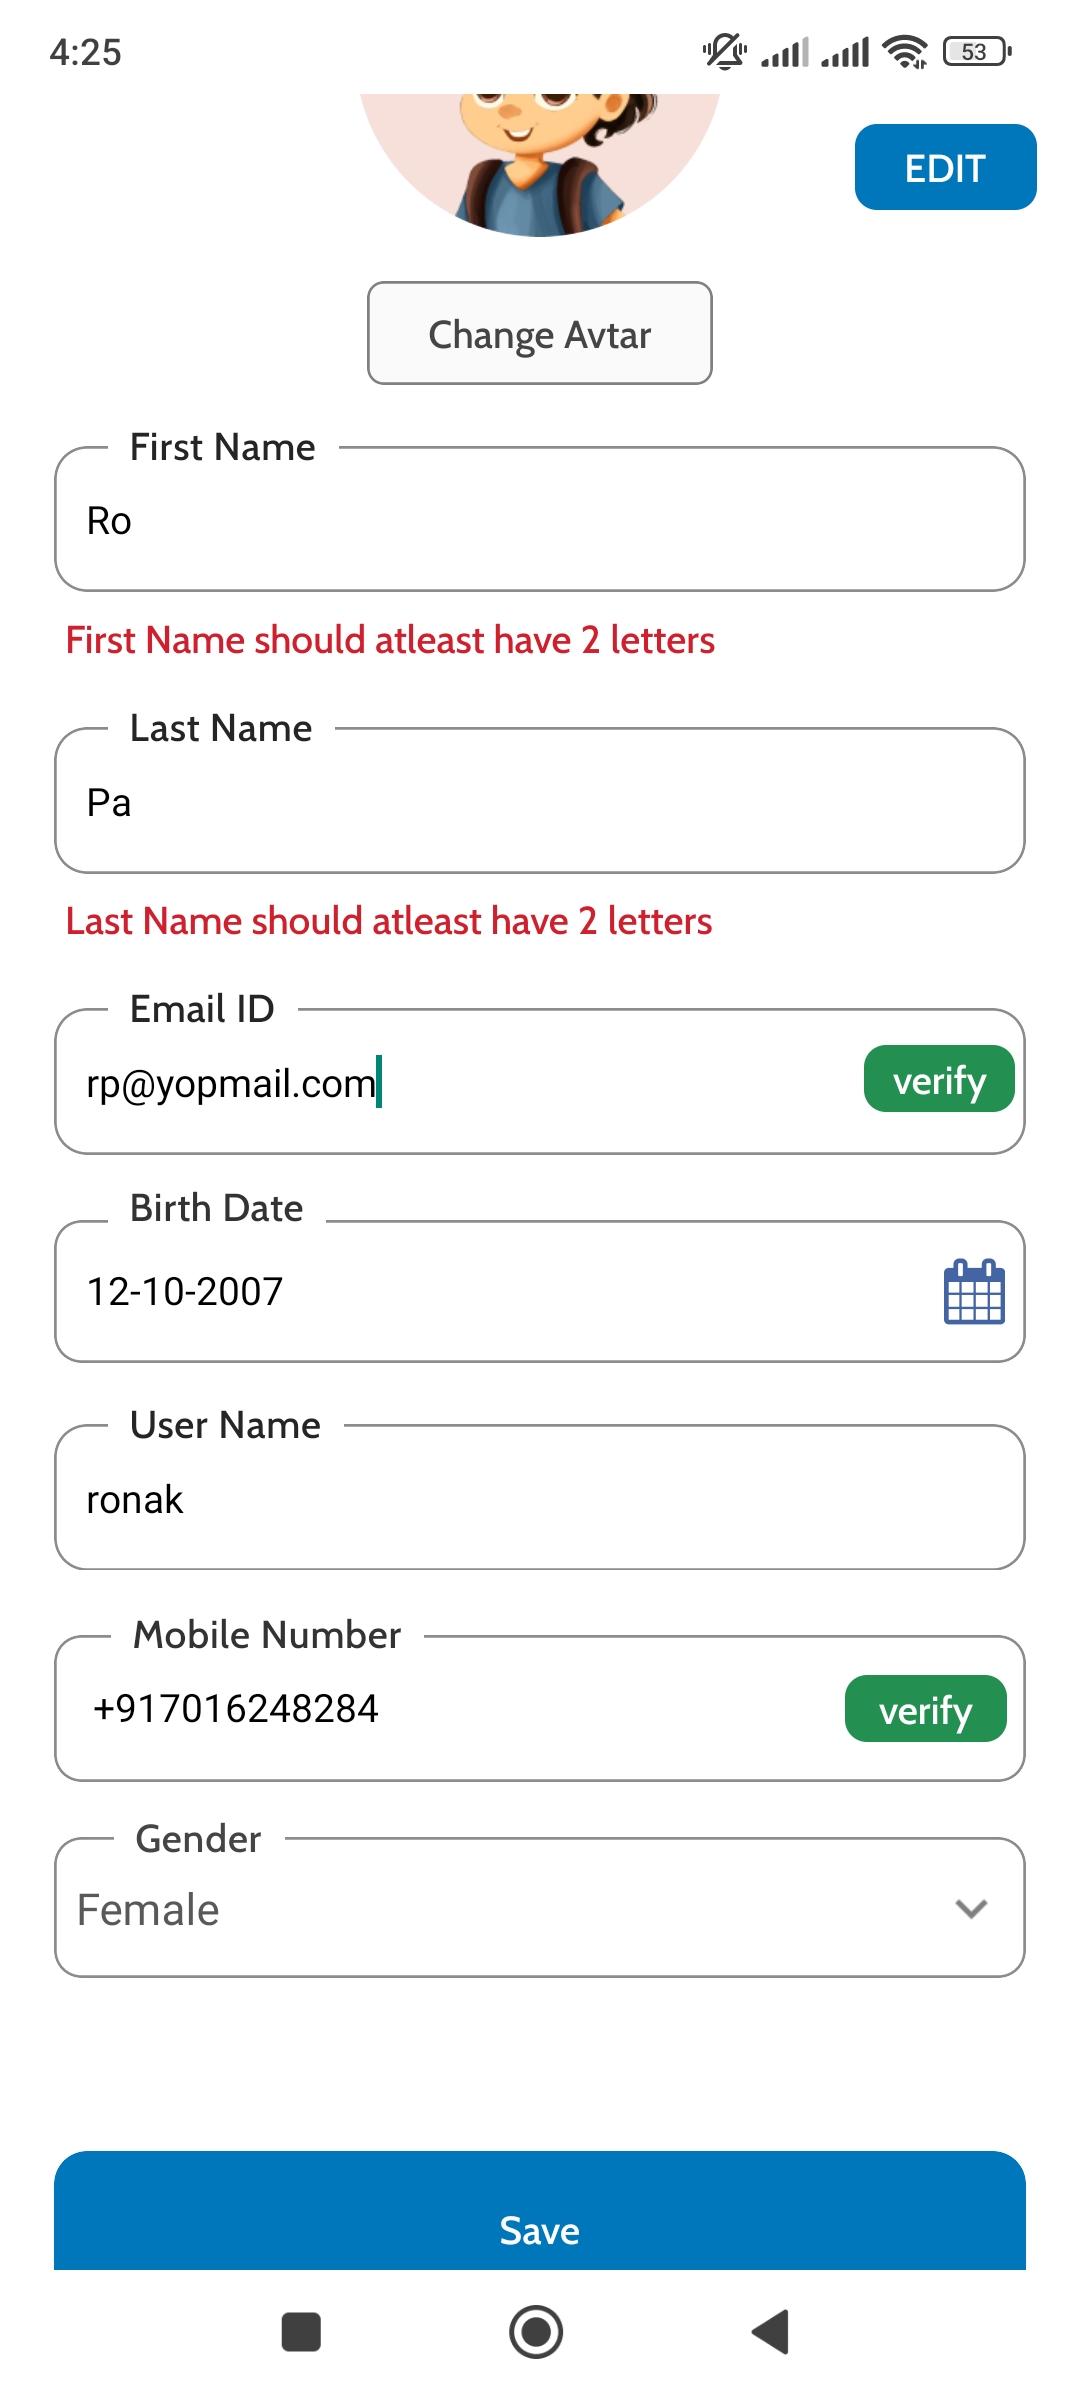 4:25
53
EDIT
Change Avtar
First Name
Ro
First Name should atleast have 2 letters
Last Name
Pa
Last Name should atleast have 2 letters
Email ID
rp@yopmail.com
verify
Birth Date
12-10-2007
User Name
ronak
Mobile Number
+917016248284
verify
Gender
Female
Save